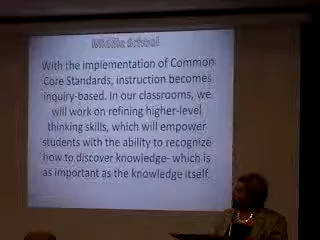 Middle School
With the implementation of Common
Core Standards, instruction becomes
inquiry-based. In our classrooms, we
will work on refining higher-level
thinking skills, which will empower
students with the ability to recognize
how to discover knowledge- which is
as important as the knowledge itself.